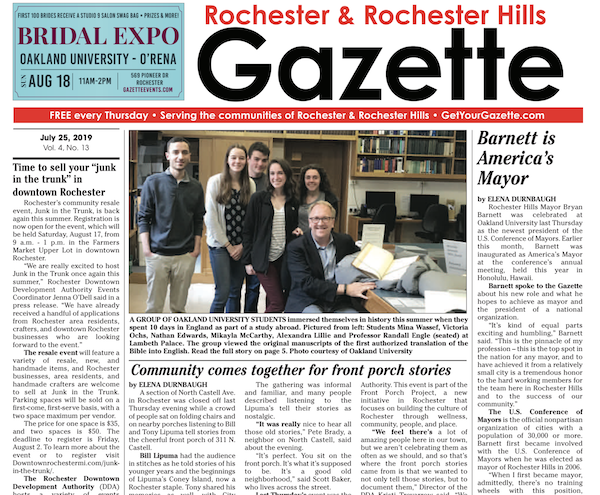 FIRST 100 BRIDES RECEIVE A STUDIO 9 SALON SWAG BAG • PRIZES & MORE!
BRIDAL EXPO
OAKLAND UNIVERSITY - O'RENA
SUN AUG 18
11AM-2PM
569 PIONEER DR
ROCHESTER
GAZETTEEVENTS.COM
Rochester & Rochester Hills
Gazette
FREE every Thursday • Serving the communities of Rochester & Rochester Hills • GetYourGazette.com
July 25, 2019
Vol. 4, No. 13
Time to sell your "junk
in the trunk" in
downtown Rochester
Rochester's community resale
event, Junk in the Trunk, is back
again this summer. Registration is
now open for the event, which will
be held Saturday, August 17, from
9 a.m. - 1 p.m. in the Farmers
Market Upper Lot in downtown
Rochester.
"We are really excited to host
Junk in the Trunk once again this
summer," Rochester Downtown
Development Authority Events
Coordinator Jenna O'Dell said in a
press release. "We have already
received a handful of applications
from Rochester area residents,
crafters, and downtown Rochester
businesses who are looking
forward to the event."
The resale event will feature a
variety of resale, new, and
handmade items, and Rochester
businesses, area residents, and
handmade crafters are welcome
to sell at Junk in the Trunk.
Parking spaces will be sold on a
first-come, first-serve basis, with a
two space maximum per vendor.
The price for one space is $35,
and two spaces is $50. The
deadline to register is Friday,
August 2. To learn more about the
event or to register visit
Downtownrochestermi.com/junk-
in-the-trunk/.
The Rochester Downtown
Development Authority (DDA)
hosts a variety of events
A GROUP OF OAKLAND UNIVERSITY STUDENTS immersed themselves in history this summer when they
spent 10 days in England as part of a study abroad. Pictured from left: Students Mina Wassef, Victoria
Ochs, Nathan Edwards, Mikayla McCarthy, Alexandra Lillie and Professor Randall Engle (seated) at
Lambeth Palace. The group viewed the original manuscripts of the first authorized translation of the
Bible into English. Read the full story on page 5. Photo courtesy of Oakland University
Community comes together for front porch stories
by ELENA DURNBAUGH
A section of North Castell Ave.
in Rochester was closed off last
Thursday evening while a crowd
of people sat on folding chairs and
on nearby porches listening to Bill
and Tony Lipuma tell stories from
the cheerful front porch of 311 N.
Castell.
Bill Lipuma had the audience
in stitches as he told stories of his
younger years and the beginnings
of Lipuma's Coney Island, now a
Rochester staple. Tony shared his
memories as well with City
The gathering was informal
and familiar, and many people
described listening to the
Lipuma's tell their stories as
nostalgic.
"It was really nice to hear all
those old stories," Pete Brady, a
neighbor on North Castell, said
about the evening.
"It's perfect. You sit on the
front porch. It's what it's supposed
to be. It's a good old
neighborhood," said Scott Baker,
who lives across the street.
Last Thursday's event was the
Authority. This event is part of the
Front Porch Project, a new
initiative in Rochester that
focuses on building the culture of
Rochester through wellness,
community, people, and place.
"We feel there's a lot of
amazing people here in our town,
but we aren't celebrating them as
often as we should, and so that's
where the front porch stories
came from is that we wanted to
not only tell those stories, but to
document them," Director of the
DDA Kristi Trevarrow said. "We
Barnett is
America's
Mayor
by ELENA DURNBAUGH
Rochester Hills Mayor Bryan
Barnett was celebrated at
Oakland University last Thursday
as the newest president of the
U.S. Conference of Mayors. Earlier
this month, Barnett was
inaugurated as America's Mayor
at the conference's annual
meeting, held this year in
Honolulu, Hawaii.
Barnett spoke to the Gazette
about his new role and what he
hopes to achieve as mayor and
the president of a national
organization.
"It's kind of equal parts
exciting and humbling," Barnett
said. "This is the pinnacle of my
profession – this is the top spot in
the nation for any mayor, and to
have achieved it from a relatively
small city is a tremendous honor
to the hard working members for
the team here in Rochester Hills
and to the success of our
community."
The U.S. Conference of
Mayors is the official nonpartisan
organization of cities with a
population of 30,000 or more.
Barnett first became involved
with the U.S. Conference of
Mayors when he was elected as
mayor of Rochester Hills in 2006.
"When I first became mayor,
admittedly, there's no training
wheels with this position,